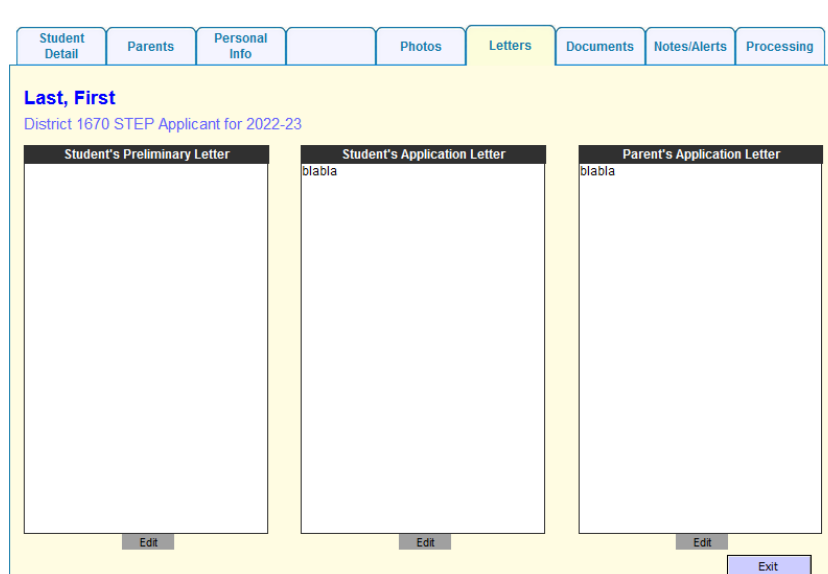 Student Detail
Parents
Personal Info
Photos
Letters
Documents
Notes/Alerts
Processing
Last, First
District 1670 STEP Applicant for 2022-23
Student's Preliminary Letter
Student's Application Letter
Parent's Application Letter
blabla
blabla
Edit
Edit
Edit
Exit